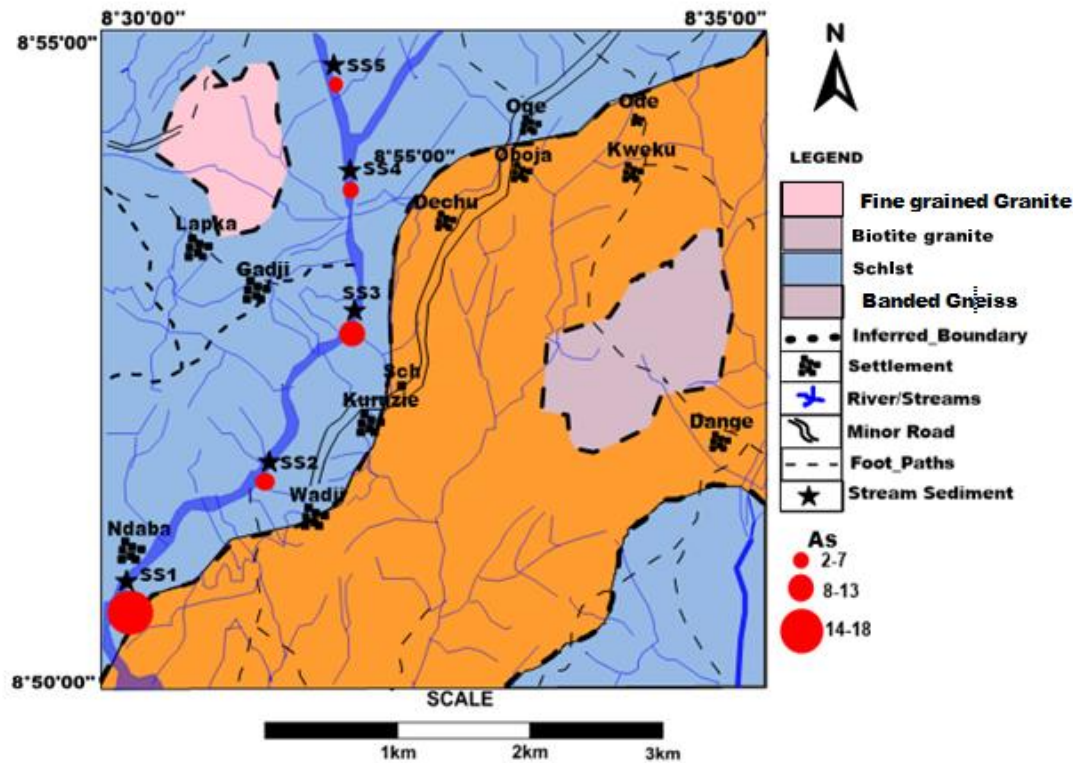 8°30'00"
8°35'00"
8°55'00"
N
SS5
Oge
Ode
8°55'00"
SS4
Oboja
Kweku
LEGEND
Dechu
Fine grained Granite
Lapka
Biotite granite
Gadji
Schist
SS3
Banded Gneiss
Inferred_Boundary
Sch
Settlement
Kuruzie
River/Streams
Dange
Minor Road
SS2
Foot_Paths
Wadji
Stream Sediment
Ndaba
As
SS1
2-7
8-13
14-18
8°50'00"
SCALE
1km
2km
3km